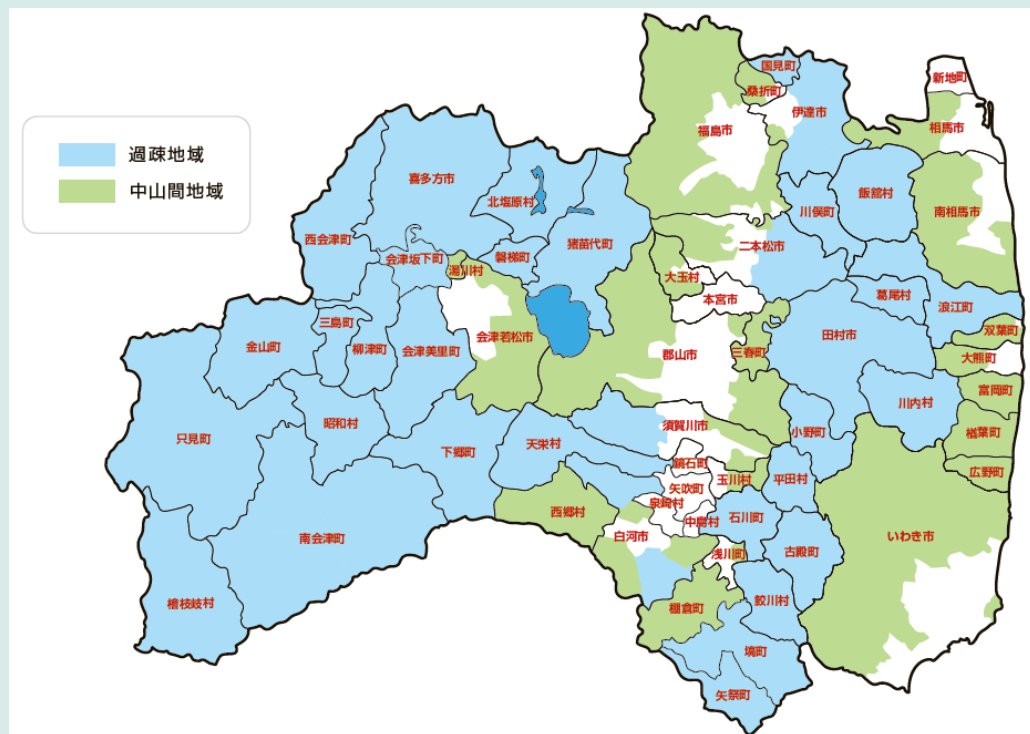 過疎地域
中山間地域
国見町
桑折町
新地町
伊達市
福島市
相馬市
喜多方市
飯舘村
北塩原村
川俣町
南相馬市
西会津町
猪苗代町
二本松市
会津坂下町
磐梯町
湯川村
大玉村
葛尾村
本宮市
浪江町
三島町
双葉町
会津若松市
田村市
金山町
柳津町
会津美里町
郡山市
三春町
大熊町
富岡町
川内村
昭和村
須賀川市
只見町
下郷町
天栄村
小野町
楢葉町
鏡石町
広野町
玉川村
平田村
矢吹町
泉崎村
西郷村
中島村
石川町
白河市
いわき市
南会津町
浅川町
古殿町
檜枝岐村
棚倉町
鮫川村
塙町
矢祭町